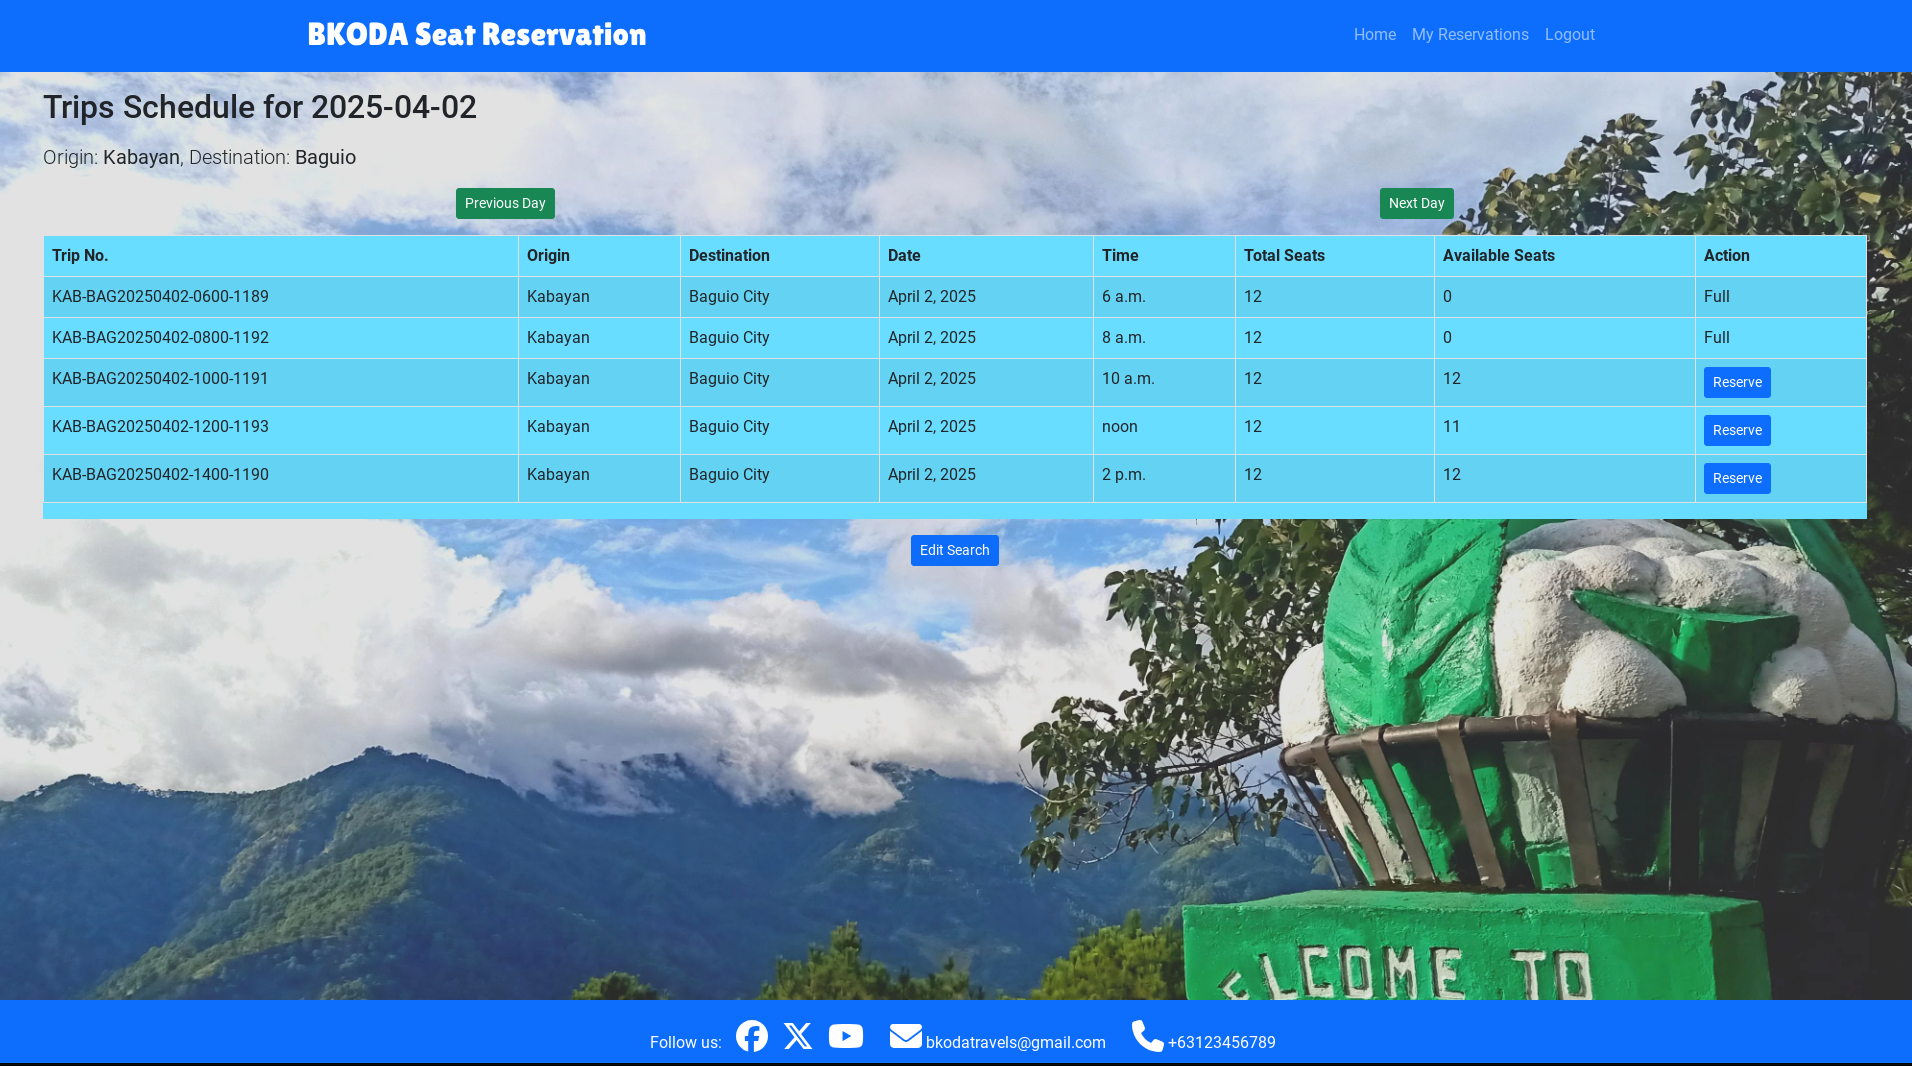 BKODA Seat Reservation
Home My Reservations Logout
Trips Schedule for 2025-04-02
Origin: Kabayan, Destination: Baguio
Previous Day Next Day
Trip No. Origin Destination Date Time Total Seats Available Seats Action
KAB-BAG20250402-0600-1189 Kabayan Baguio City April 2, 2025 6 a.m. 12 0 Full
KAB-BAG20250402-0800-1192 Kabayan Baguio City April 2, 2025 8 a.m. 12 0 Full
KAB-BAG20250402-1000-1191 Kabayan Baguio City April 2, 2025 10 a.m. 12 12 Reserve
KAB-BAG20250402-1200-1193 Kabayan Baguio City April 2, 2025 noon 12 11 Reserve
KAB-BAG20250402-1400-1190 Kabayan Baguio City April 2, 2025 2 p.m. 12 12 Reserve
Edit Search
ELCOME TO
Follow us: bkodatravels@gmail.com +63123456789